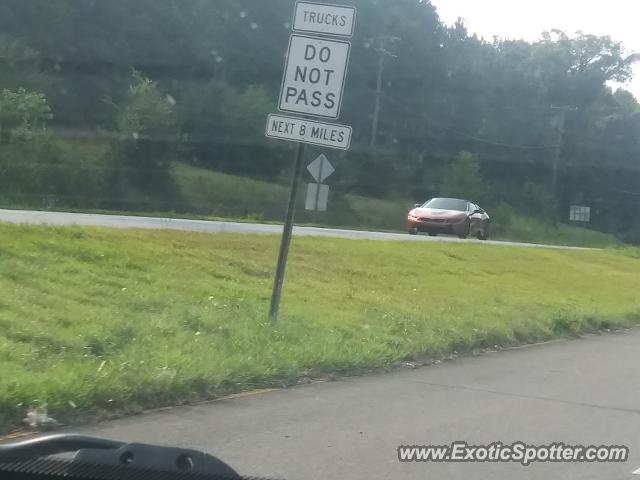 TRUCKS
DO
NOT
PASS
NEXT 8 MILES
www.ExoticSpotter.com